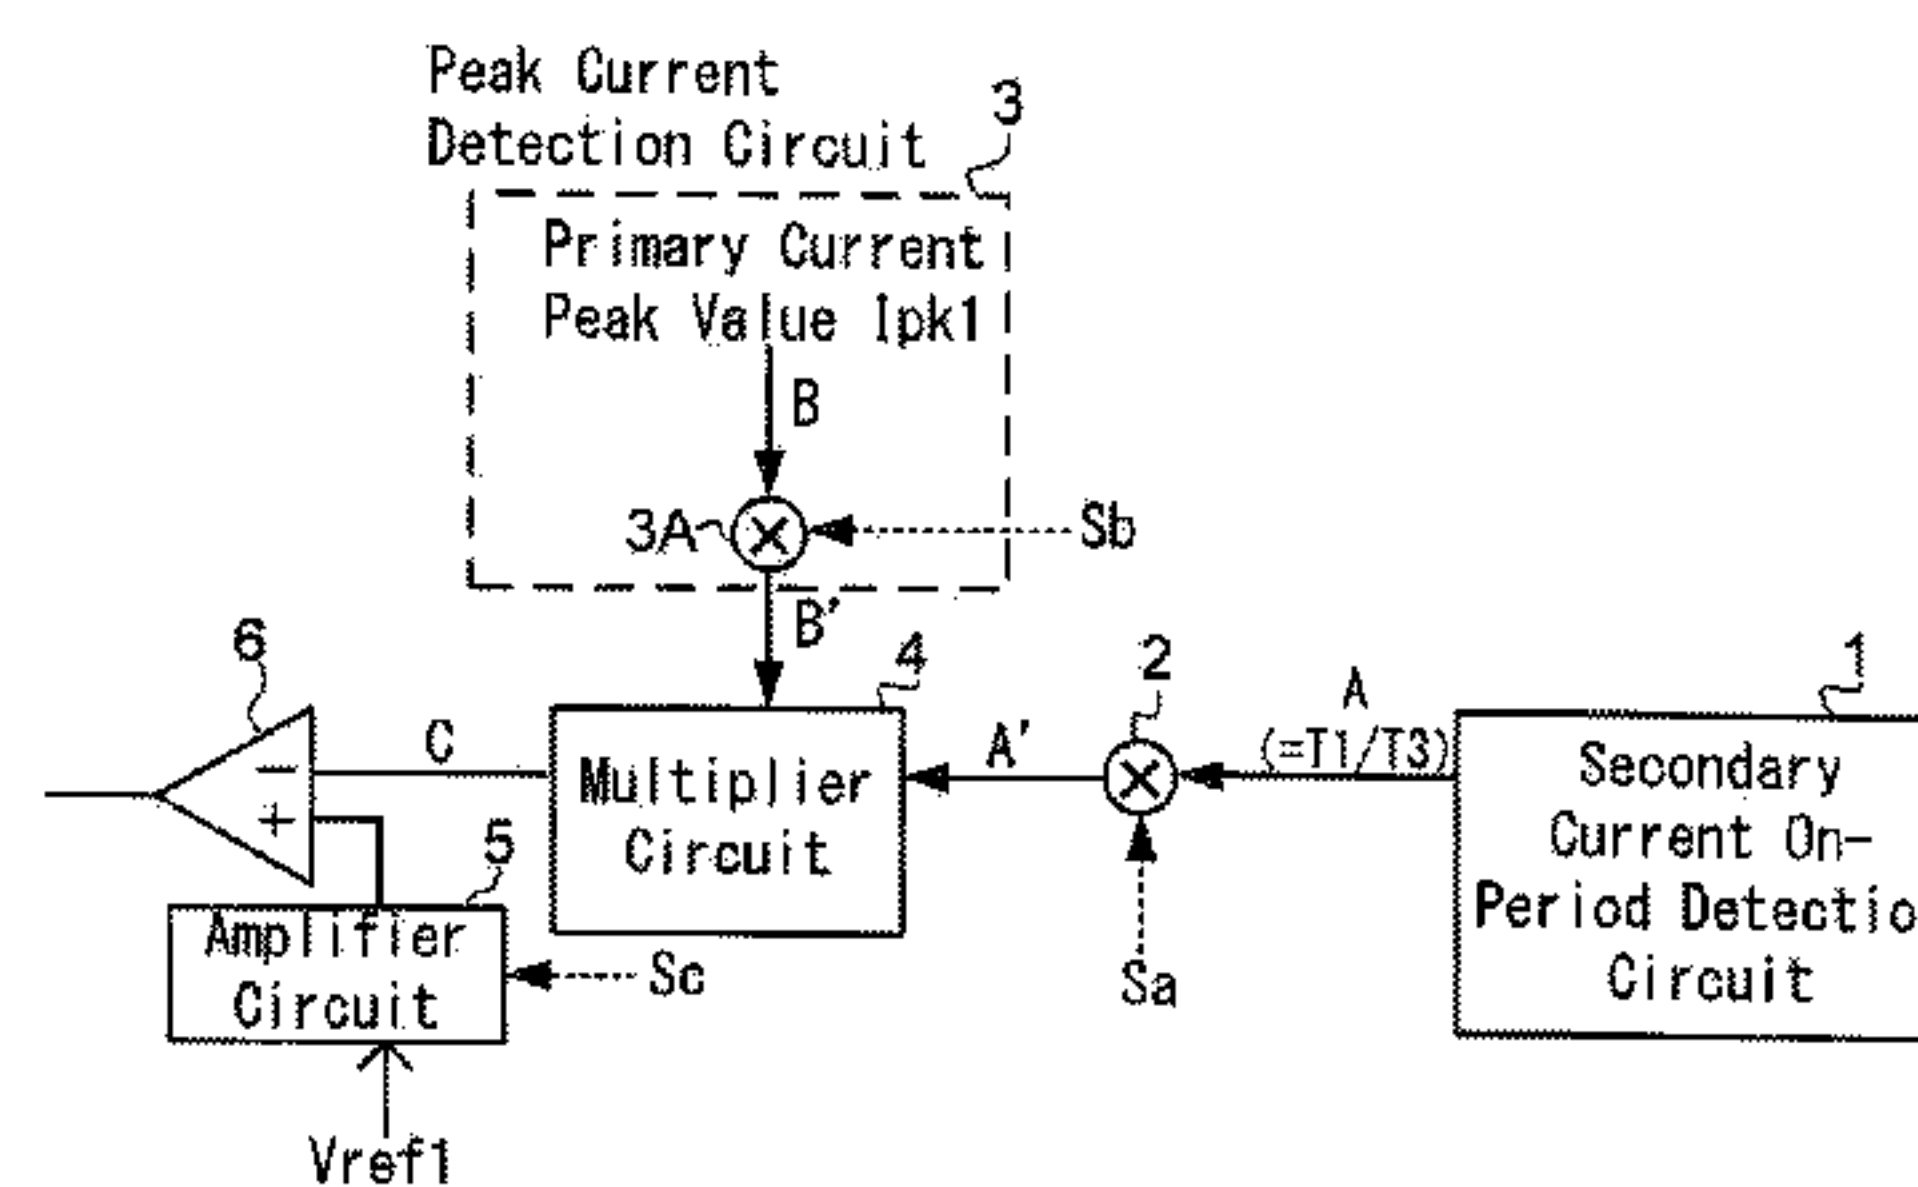 Peak Current
Detection Circuit
3
Primary Current
Peak Value Ipk1
B
3A
Sb
B'
6
4
2
1
A
(=T1/T3)
C
A'
Multiplier
Circuit
Secondary
Current On-
Period Detectio
Circuit
5
Amplifier
Circuit
Sc
Sa
Vref1